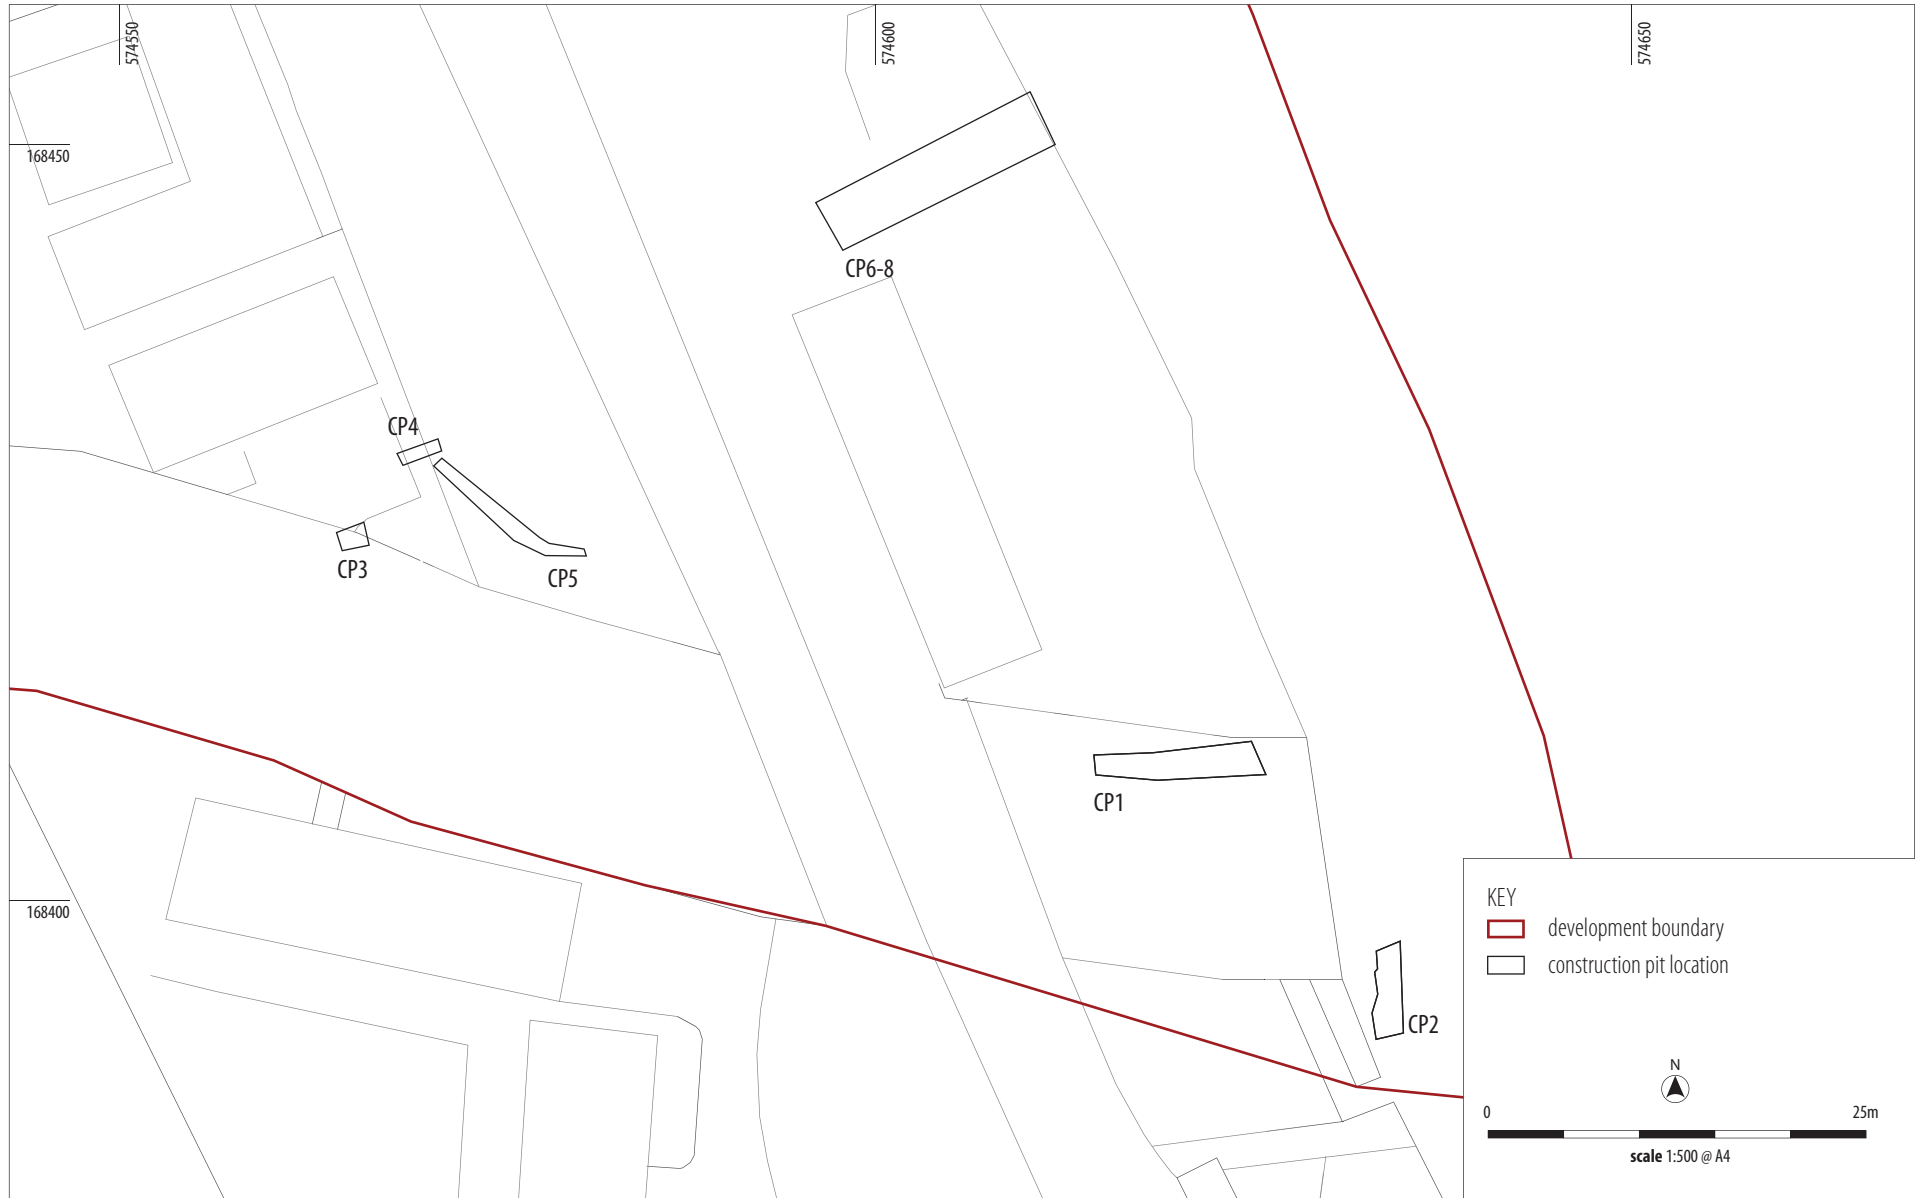 574550
574600
574650
168450
CP6-8
CP4
CP3
CP5
CP1
168400
KEY
development boundary
construction pit location
CP2
N
0 25m
scale 1:500 @ A4